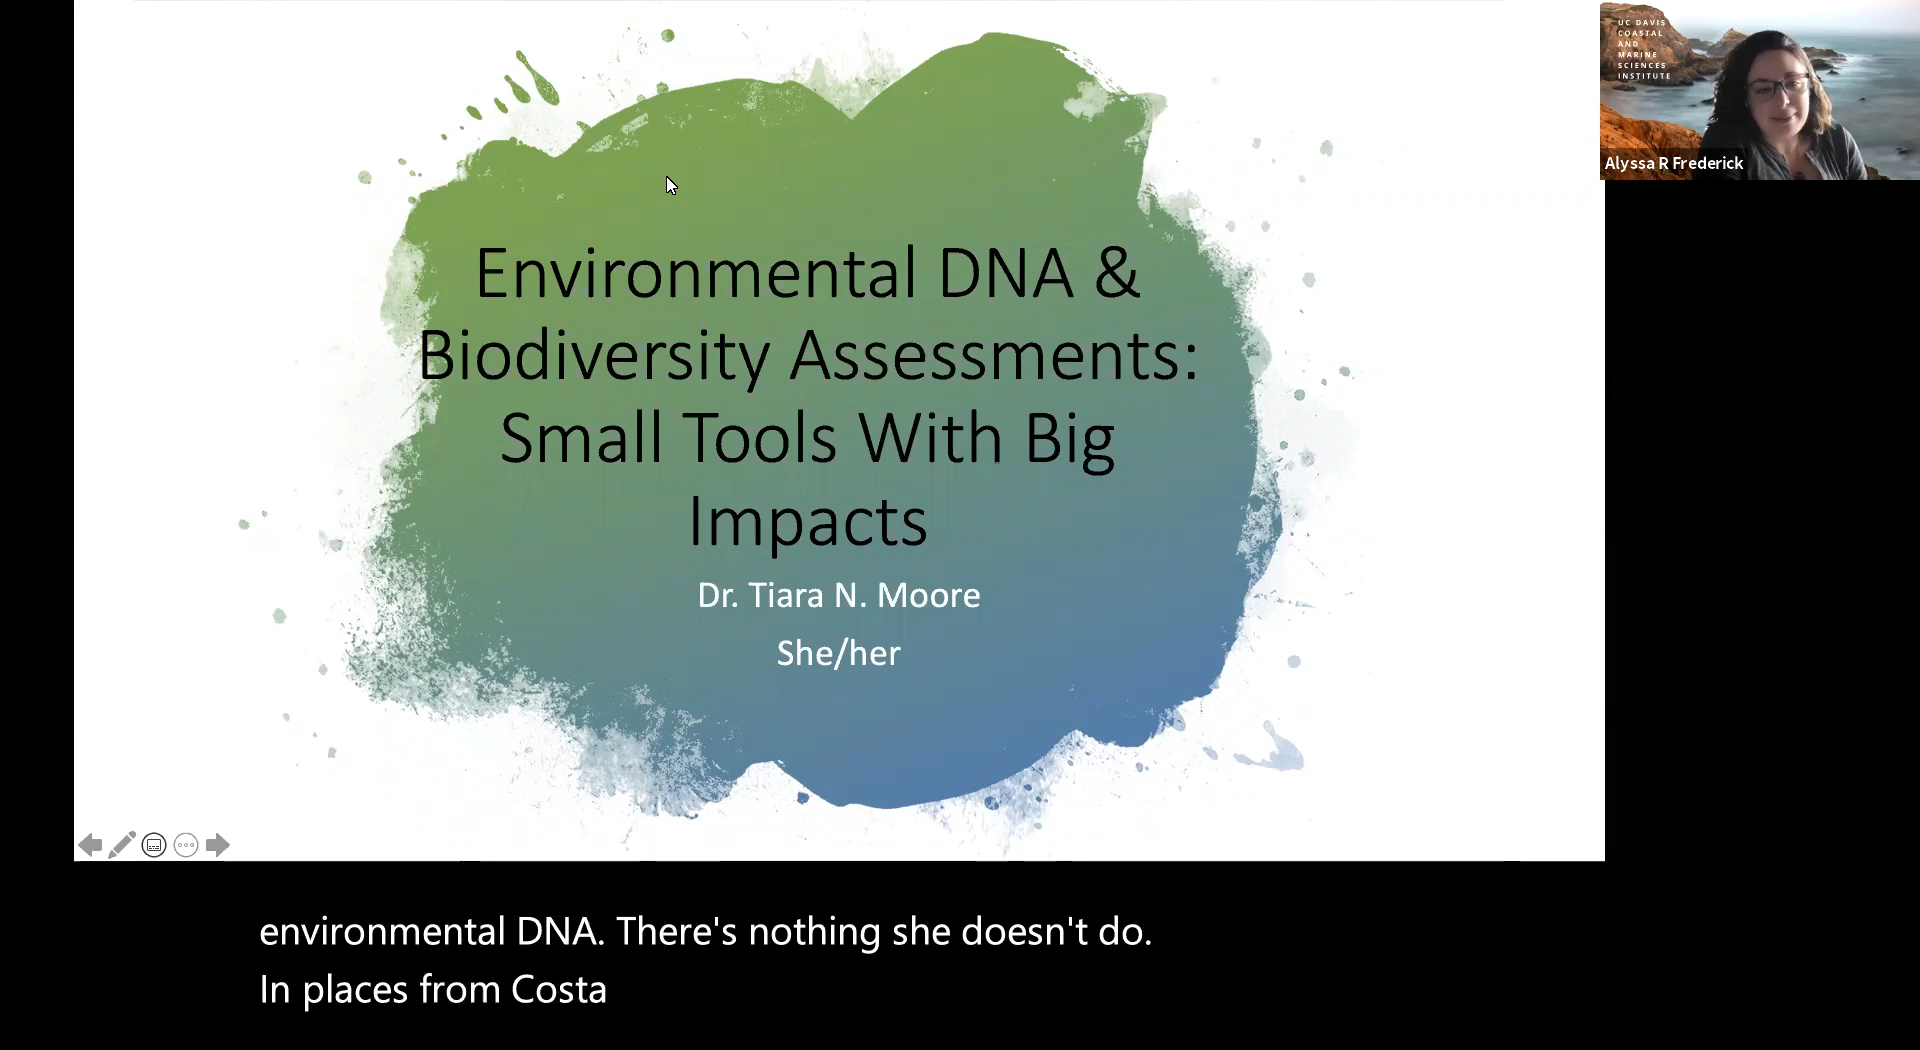 Environmental DNA &
Biodiversity Assessments:
Small Tools With Big
Impacts
Dr. Tiara N. Moore
She/her
UC DAVIS
COASTAL
AND
MARINE
SCIENCES
INSTITUTE
Alyssa R Frederick
environmental DNA. There's nothing she doesn't do.
In places from Costa